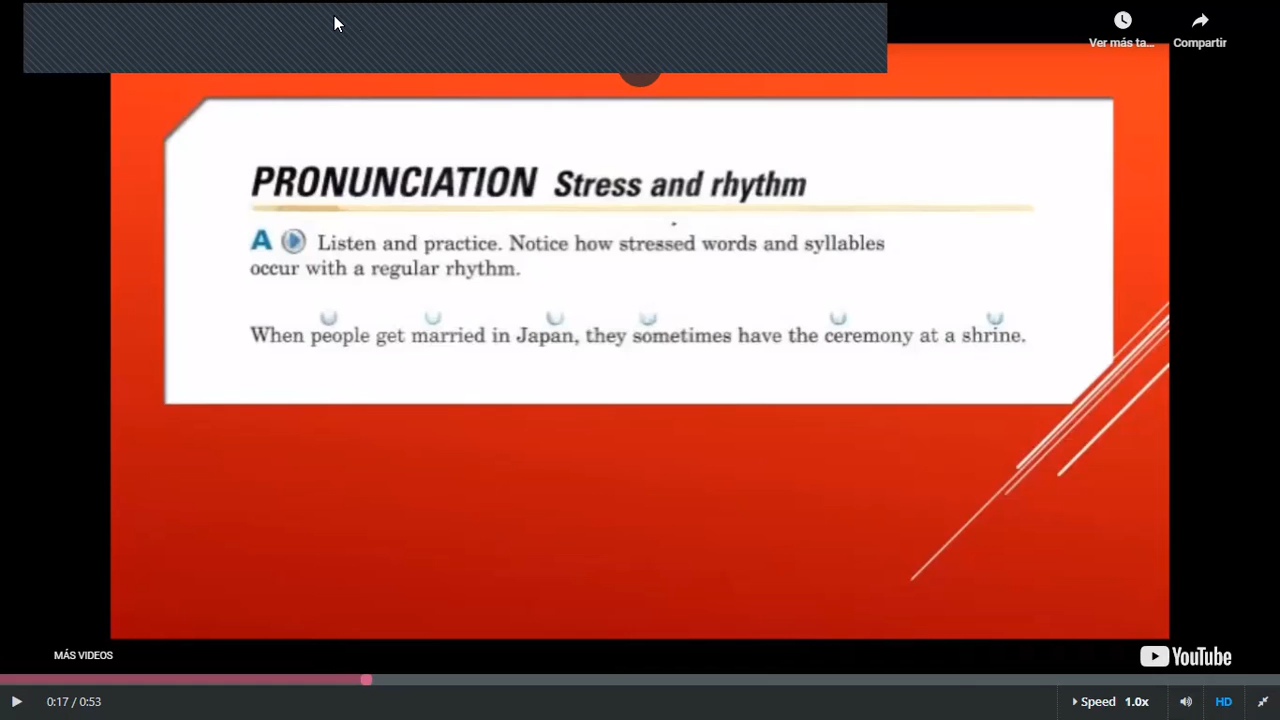 Ver más ta...
Compartir
PRONUNCIATION Stress and rhythm
A Listen and practice. Notice how stressed words and syllables
occur with a regular rhythm.
When people get married in Japan, they sometimes have the ceremony at a shrine.
MÁS VIDEOS
YouTube
0:17 / 0:53
Speed 1.0x
HD